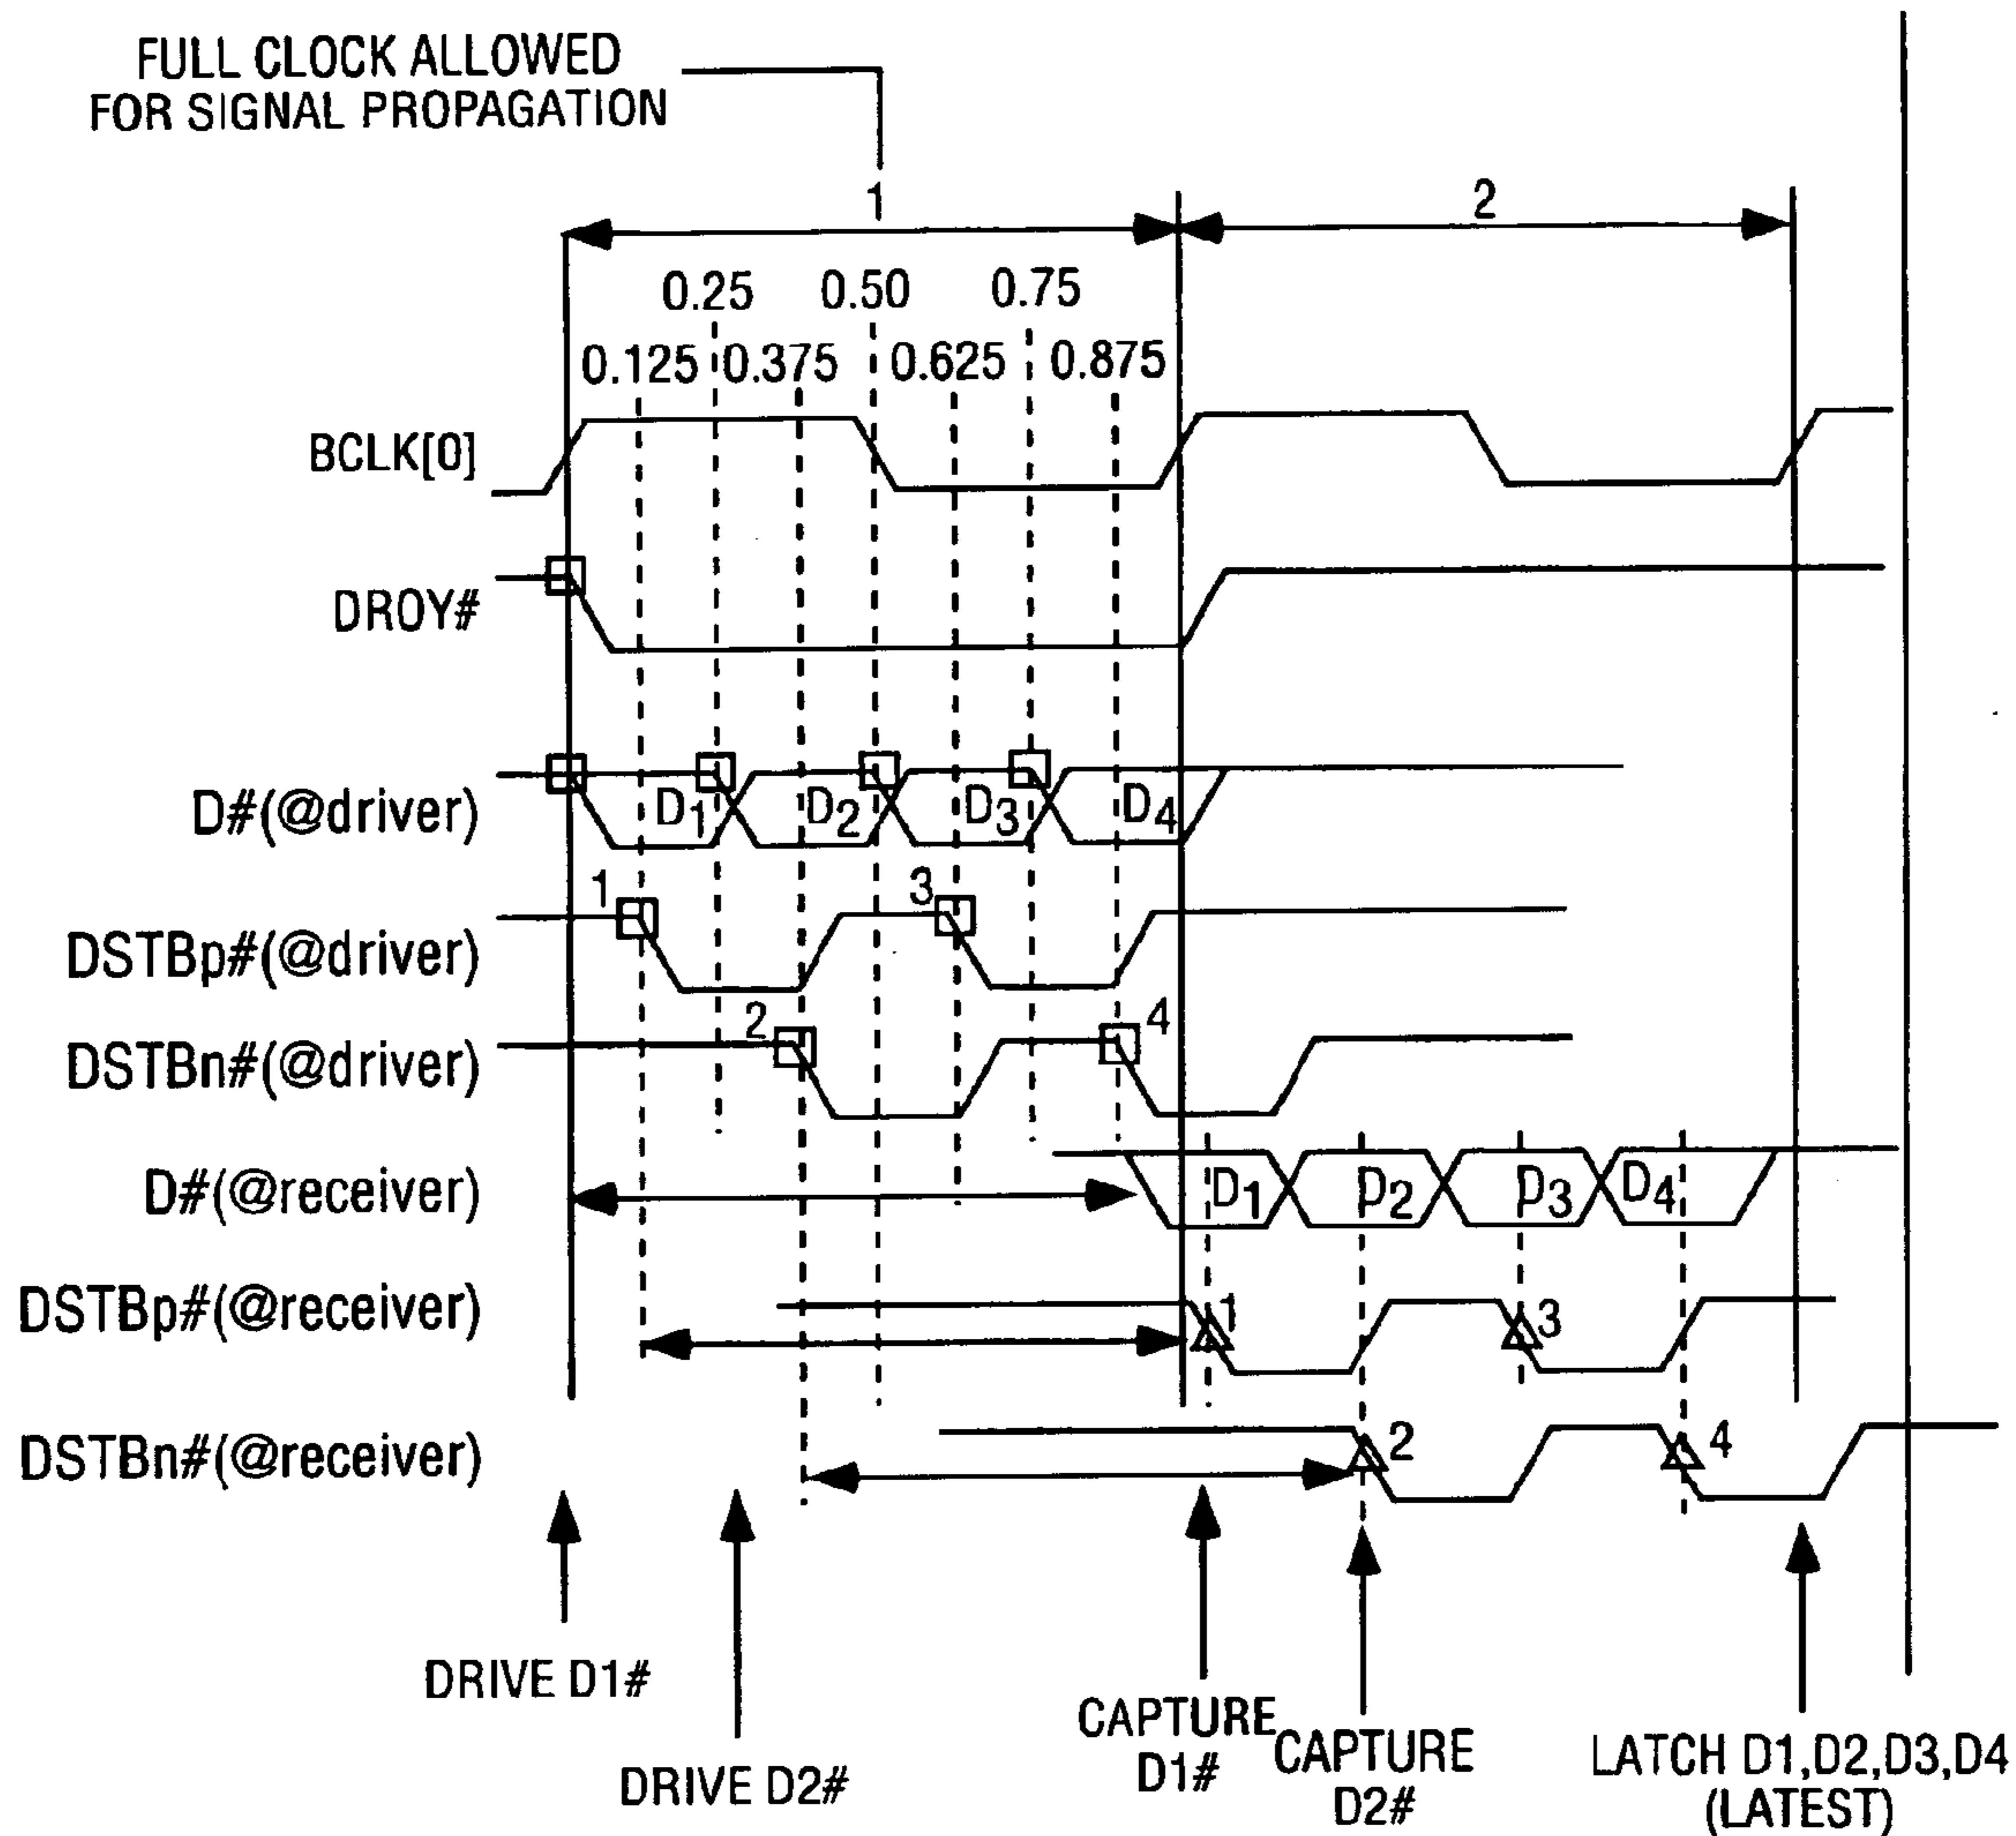 FULL CLOCK ALLOWED
FOR SIGNAL PROPAGATION
1
2
0.25
0.50
0.75
0.125
0.375
0.625
0.875
BCLK[0]
DROY#
D#(@driver)
D1
D2
D3
D4
DSTBp#(@driver)
1
3
DSTBn#(@driver)
2
4
D#(@receiver)
D1
D2
D3
D4
DSTBp#(@receiver)
1
3
DSTBn#(@receiver)
2
4
DRIVE D1#
DRIVE D2#
CAPTURE
D1#
CAPTURE
D2#
LATCH D1,D2,D3,D4
(LATEST)